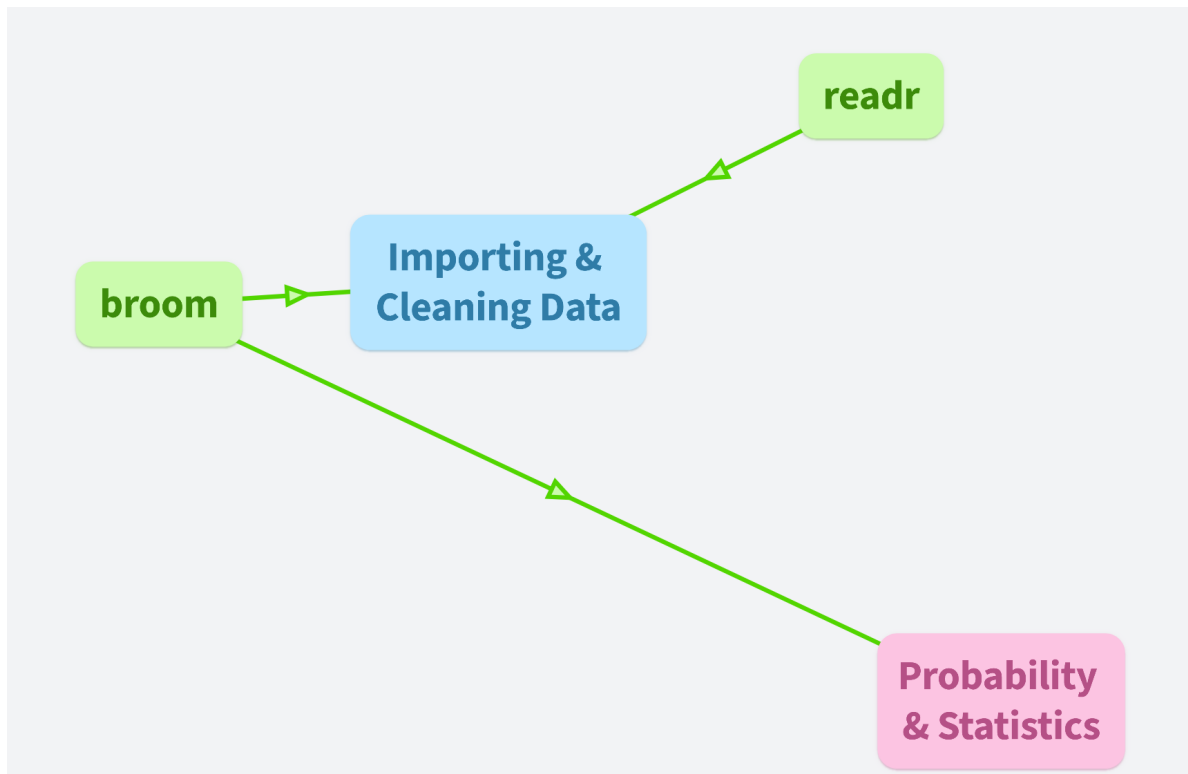 readr
Importing &
Cleaning Data
broom
Probability
& Statistics